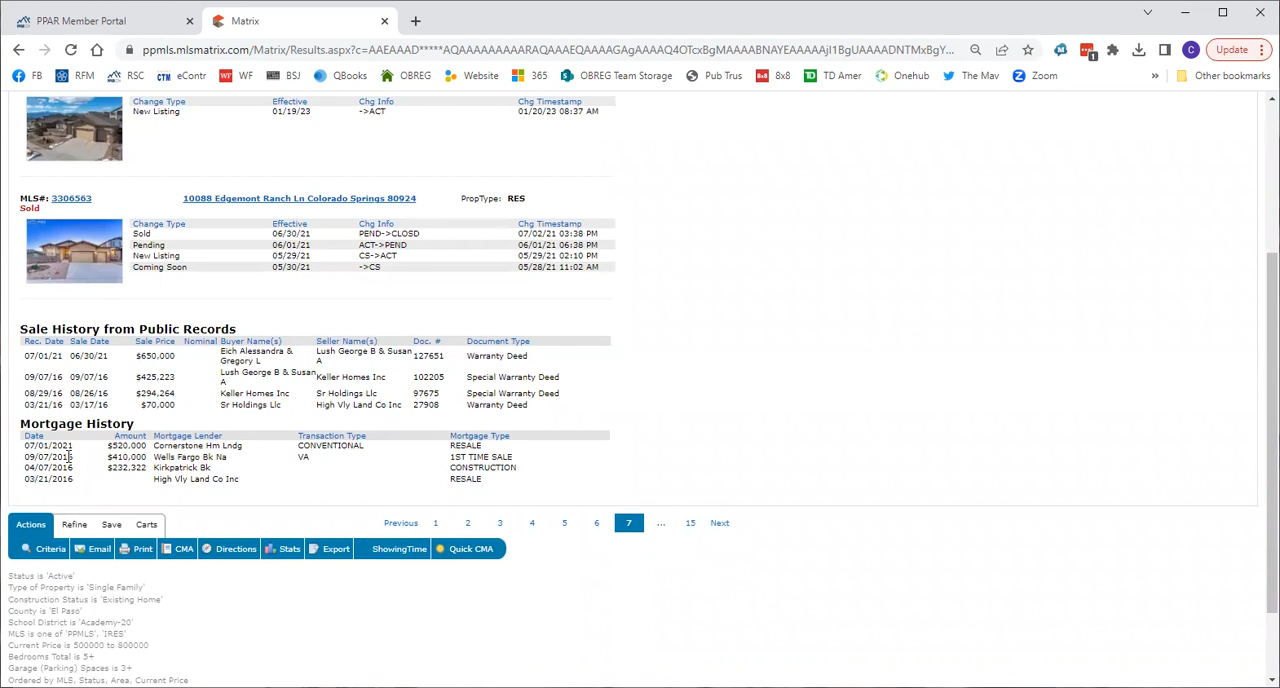 PPAR Member Portal
Matrix
ppmls.mlsmatrix.com/Matrix/Results.aspx?c=AAEAAAD*****AQAAAAAAAAARAQAAAEQAAAAGAgAAAAQ4OTcxBgMAAAABNAYEAAAAAjI1BgUAAAADNTMxBgY... Update
FB RFM RSC eContr WF BSJ QBooks OBREG Website 365 OBREG Team Storage Pub Trus 8x8 TD Amer Onehub The Mav Zoom » Other bookmarks
Change Type Effective Chg Info Chg Timestamp
New Listing 01/19/23 ->ACT 01/20/23 08:37 AM
MLS#: 3306563 10088 Edgemont Ranch Ln Colorado Springs 80924 PropType: RES
Sold
Change Type Effective Chg Info Chg Timestamp
Sold 06/30/21 PEND->CLOSD 07/02/21 03:38 PM
Pending 06/01/21 ACT->PEND 06/01/21 06:38 PM
New Listing 05/29/21 CS->ACT 05/29/21 02:10 PM
Coming Soon 05/30/21 ->CS 05/28/21 11:02 AM
Sale History from Public Records
Rec. Date Sale Date Sale Price Nominal Buyer Name(s) Seller Name(s) Doc. # Document Type
07/01/21 06/30/21 $650,000 Eich Alessandra & Gregory L Lush George B & Susan A 127651 Warranty Deed
09/07/16 09/07/16 $425,223 Lush George B & Susan A Keller Homes Inc 102205 Special Warranty Deed
08/29/16 08/26/16 $294,264 Keller Homes Inc Sr Holdings Llc 97675 Special Warranty Deed
03/21/16 03/17/16 $70,000 Sr Holdings Llc High Vly Land Co Inc 27908 Warranty Deed
Mortgage History
Date Amount Mortgage Lender Transaction Type Mortgage Type
07/01/2021 $520,000 Cornerstone Hm Lndg CONVENTIONAL RESALE
09/07/2016 $410,000 Wells Fargo Bk Na VA 1ST TIME SALE
04/07/2016 $232,322 Kirkpatrick Bk CONSTRUCTION
03/21/2016 High Vly Land Co Inc RESALE
Actions Refine Save Carts Previous 1 2 3 4 5 6 7 ... 15 Next
Criteria Email Print CMA Directions Stats Export ShowingTime Quick CMA
Status is 'Active'
Type of Property is 'Single Family'
Construction Status is 'Existing Home'
County is 'El Paso'
School District is 'Academy-20'
MLS is one of 'PPMLS', 'IRES'
Current Price is 500000 to 800000
Bedrooms Total is 5+
Garage (Parking) Spaces is 3+
Ordered by MLS, Status, Area, Current Price